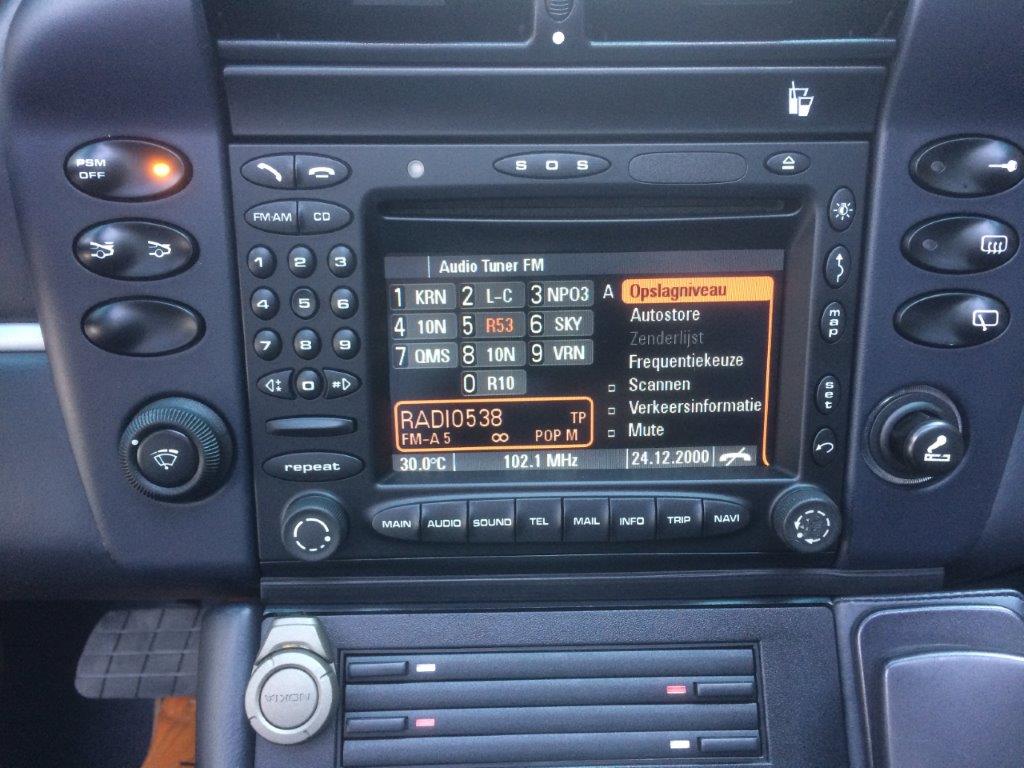 PSM
OFF
S O S
FM·AM CD
1 2 3
4 5 6
7 8 9
* 0 #
repeat
map
set
Audio Tuner FM
1 KRN 2 L-C 3 NPO3 A
4 10N 5 R53 6 SKY
7 QMS 8 10N 9 VRN
0 R10
Opslagniveau
Autostore
Zenderlijst
Frequentiekeuze
Scannen
Verkeersinformatie
Mute
RADIO538 TP
FM-A 5 ∞ POP M
30.0°C 102.1 MHz 24.12.2000
MAIN AUDIO SOUND TEL MAIL INFO TRIP NAVI
NOKIA